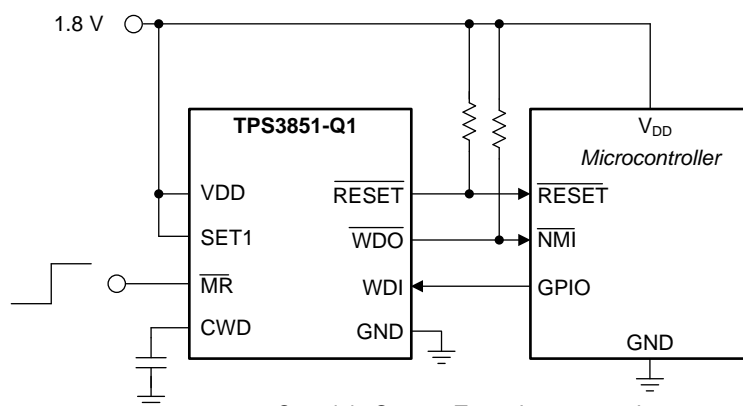 1.8 V
TPS3851-Q1
VDD
SET1
MR
CWD
RESET
WDO
WDI
GND
VDD
Microcontroller
RESET
NMI
GPIO
GND